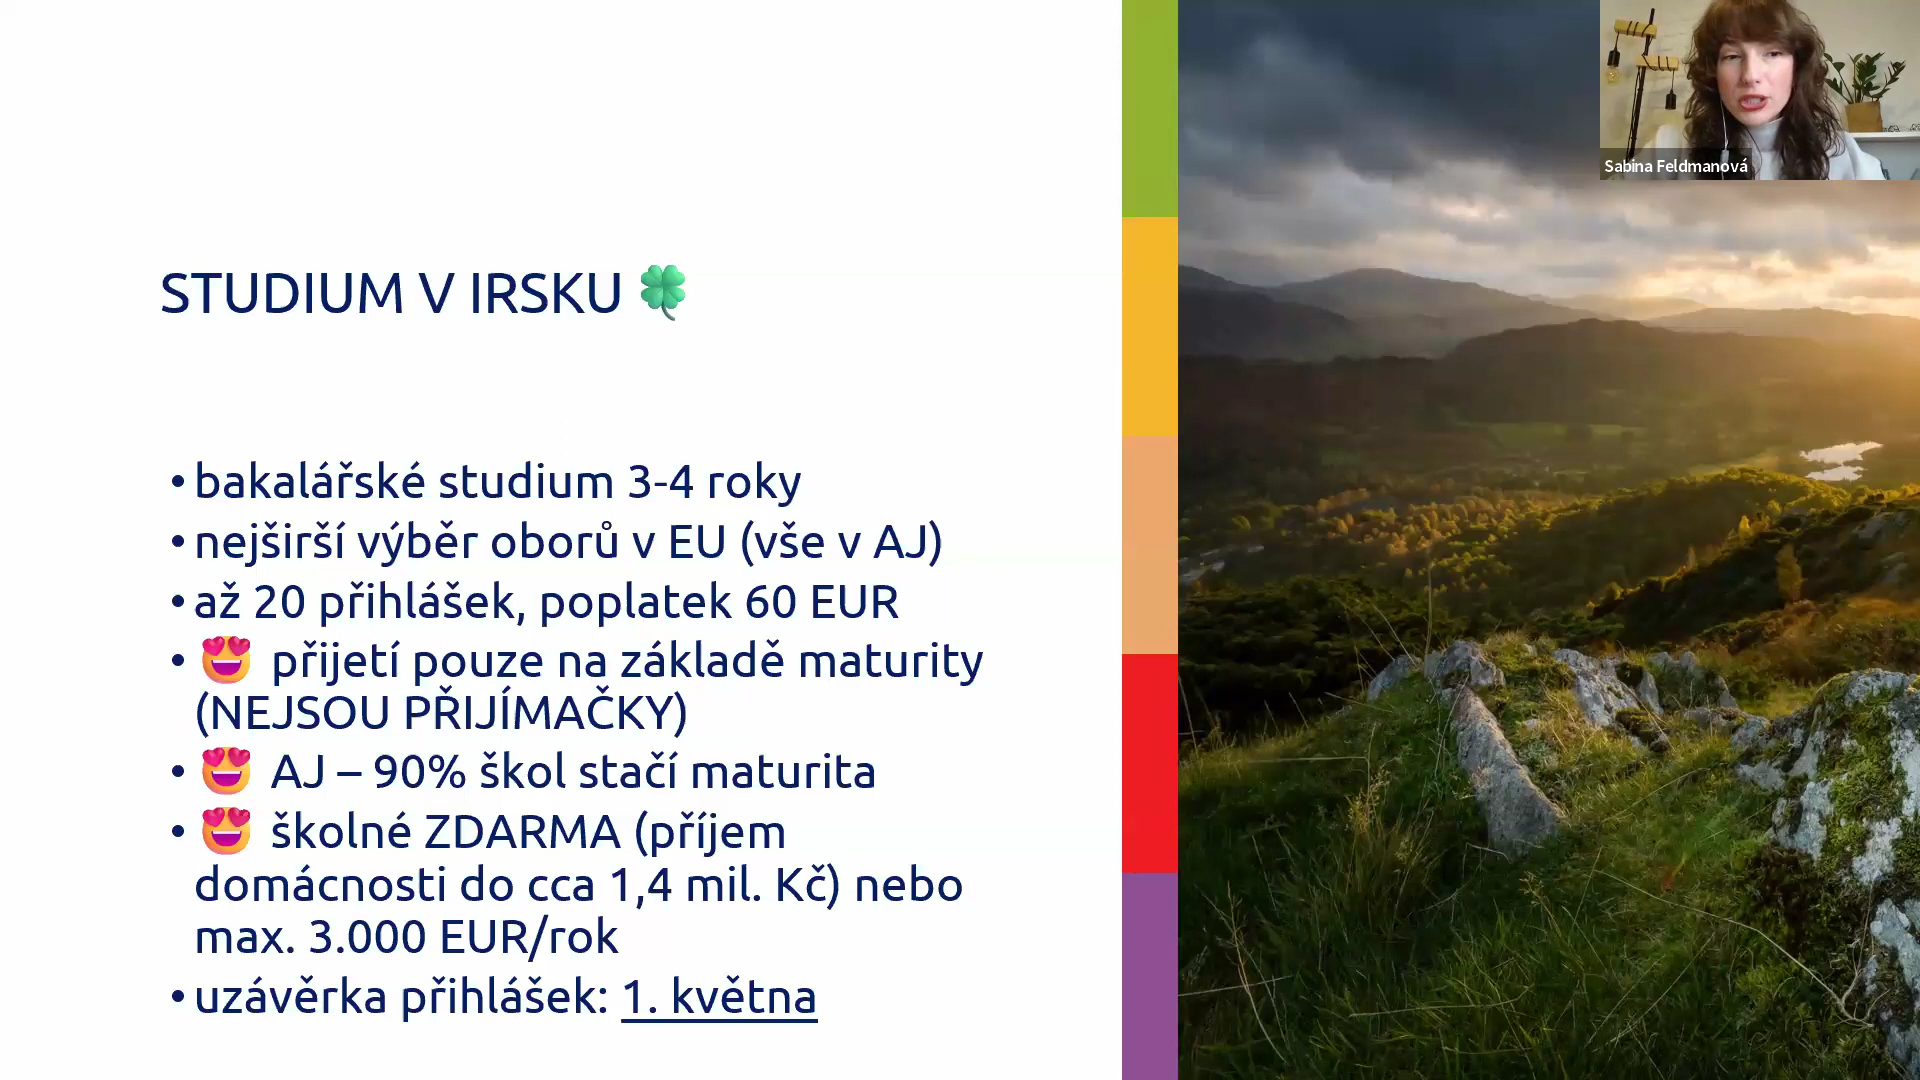 Sabina Feldmanová
STUDIUM V IRSKU 🍀
• bakalářské studium 3-4 roky
• nejširší výběr oborů v EU (vše v AJ)
• až 20 přihlášek, poplatek 60 EUR
• 😍 přijetí pouze na základě maturity
(NEJSOU PŘIJÍMAČKY)
• 😍 AJ – 90% škol stačí maturita
• 😍 školné ZDARMA (příjem
domácnosti do cca 1,4 mil. Kč) nebo
max. 3.000 EUR/rok
• uzávěrka přihlášek: 1. května